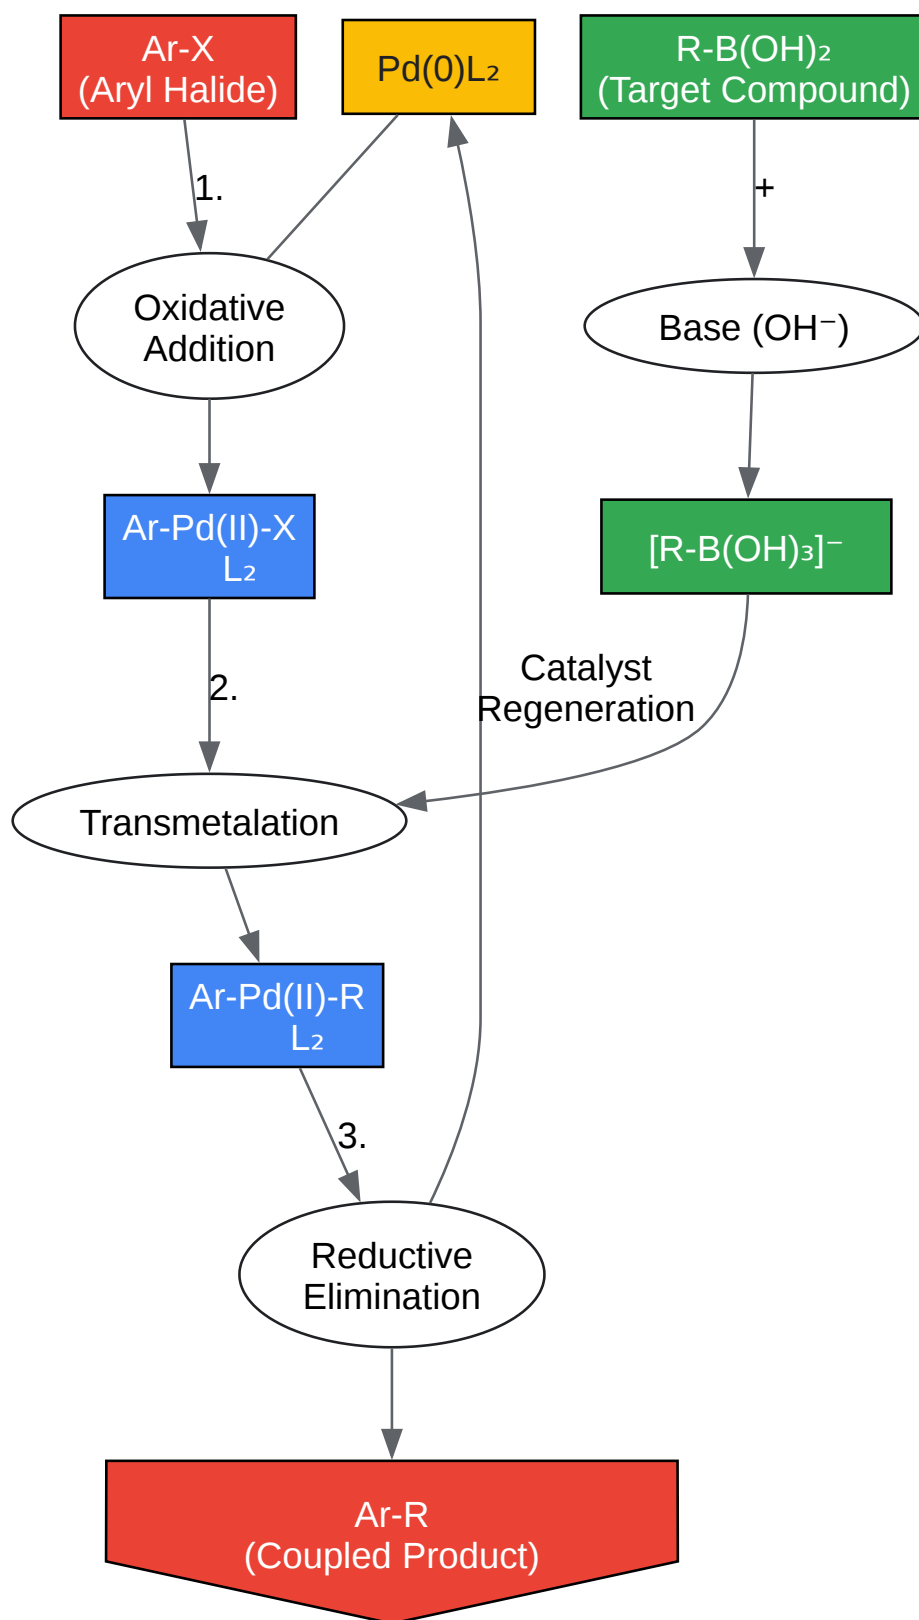 Ar-X
(Aryl Halide)
Pd(0)L₂
R-B(OH)₂
(Target Compound)
1.
+
Oxidative
Addition
Base (OH⁻)
Ar-Pd(II)-X
L₂
[R-B(OH)₃]⁻
2.
Catalyst
Regeneration
Transmetalation
Ar-Pd(II)-R
L₂
3.
Reductive
Elimination
Ar-R
(Coupled Product)